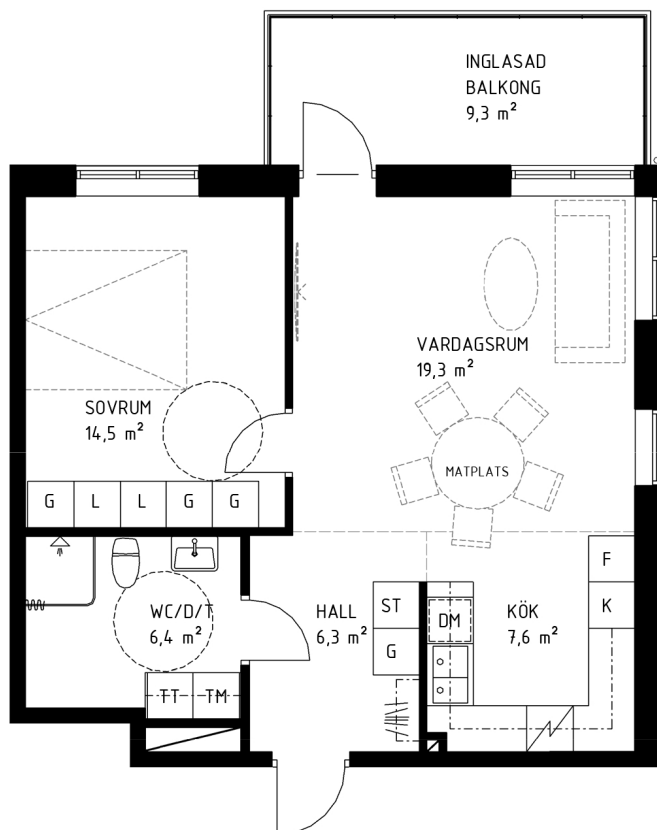 INGLASAD
BALKONG
9,3 m²
VARDAGSRUM
19,3 m²
SOVRUM
14,5 m²
MATPLATS
G L L G G
F
WC/D/T
6,4 m²
HALL
6,3 m²
ST
DM
KÖK
7,6 m²
K
G
TT TM